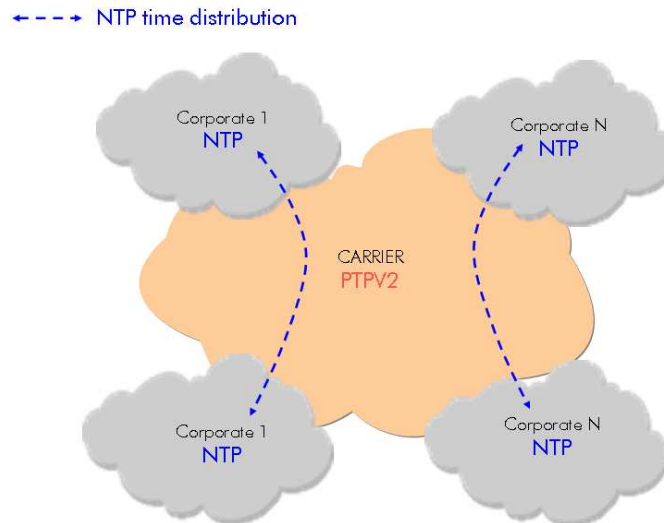 NTP time distribution
Corporate 1
NTP
Corporate N
NTP
CARRIER
PTPV2
Corporate 1
NTP
Corporate N
NTP